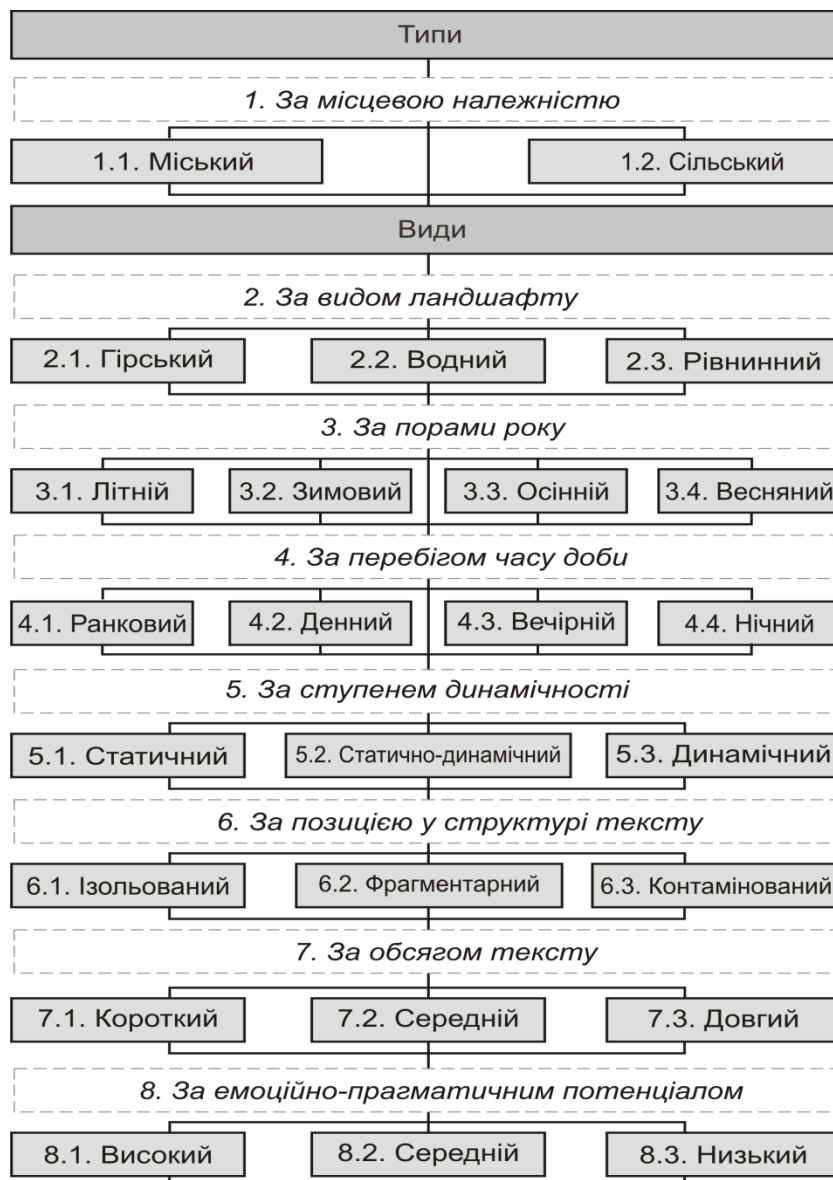 Типи
1. За місцевою належністю
1.1. Міський 1.2. Сільський
Види
2. За видом ландшафту
2.1. Гірський 2.2. Водний 2.3. Рівнинний
3. За порами року
3.1. Літній 3.2. Зимовий 3.3. Осінній 3.4. Весняний
4. За перебігом часу доби
4.1. Ранковий 4.2. Денний 4.3. Вечірній 4.4. Нічний
5. За ступенем динамічності
5.1. Статичний 5.2. Статично-динамічний 5.3. Динамічний
6. За позицією у структурі тексту
6.1. Ізольований 6.2. Фрагментарний 6.3. Контамінований
7. За обсягом тексту
7.1. Короткий 7.2. Середній 7.3. Довгий
8. За емоційно-прагматичним потенціалом
8.1. Високий 8.2. Середній 8.3. Низький